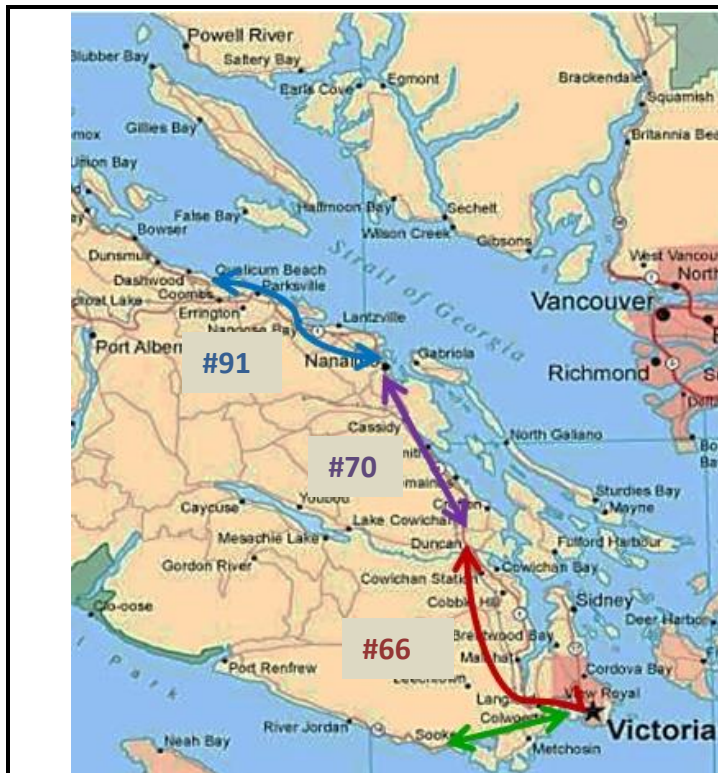 Powell River
Blubber Bay
Saltery Bay
Earls Cove
Egmont
Brackendale
Squamish
Gillies Bay
Britannia Bea
omox
Union Bay
Halfmoon Bay
Sechelt
False Bay
Wilson Creek
Gibsons
Bowser
Strait of Georgia
Dunsmuir
Qualicum Beach
West Vancou
North
Dashwood
Parksville
Coombs
Vancouver
Errington
Lantzville
Nanoose Bay
Port Albern
#91
Nanaimo
Gabriola
Richmond
Cassidy
North Galiano
#70
Youbou
Sturdies Bay
Caycuse
Mayne
Lake Cowichan
Mesachie Lake
Duncan
Fulford Harbour
Gordon River
Cowichan Bay
Cowichan Station
Cobble Hill
Sidney
Clo-oose
Deer Harbor
#66
Brentwood Bay
Malahat
Port Renfrew
Cordova Bay
Leechtown
View Royal
Park
Colwood
River Jordan
Sooke
Victoria
Metchosin
Neah Bay